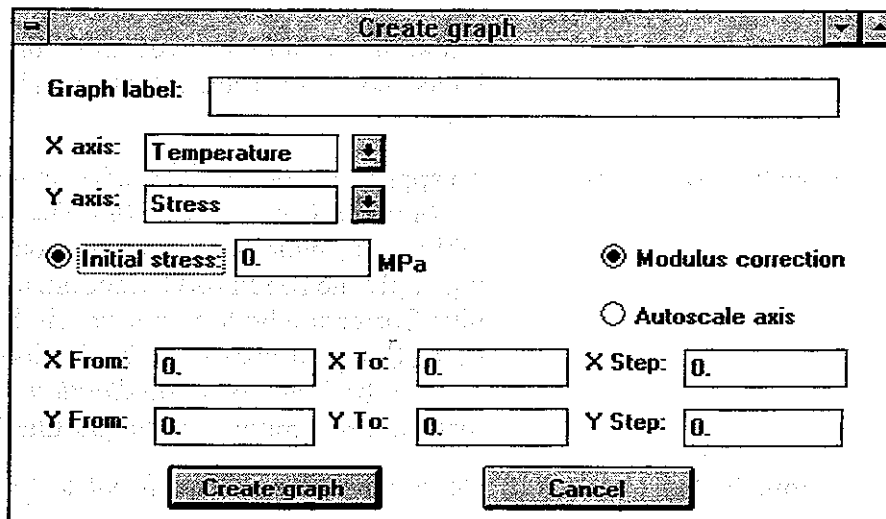 Create graph
Graph label:
X axis: Temperature
Y axis: Stress
Initial stress: 0. MPa Modulus correction
Autoscale axis
X From: 0. X To: 0. X Step: 0.
Y From: 0. Y To: 0. Y Step: 0.
Create graph Cancel